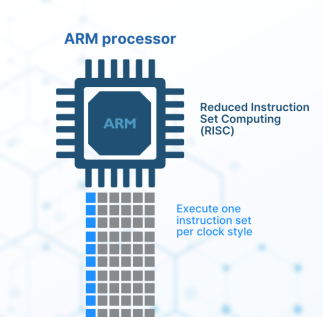 ARM processor
ARM
Reduced Instruction
Set Computing
(RISC)
Execute one
instruction set
per clock style